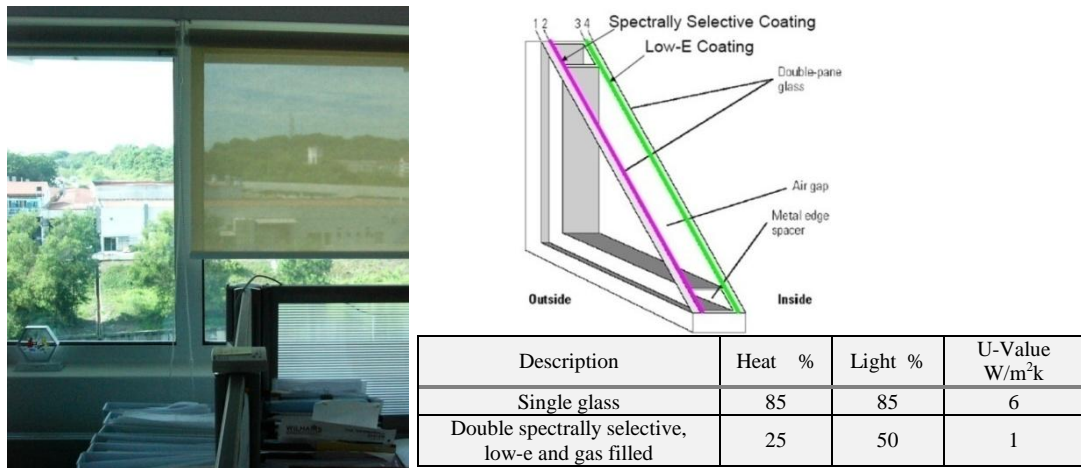 1 2 3 4 Spectrally Selective Coating
Low-E Coating
Double-pane
glass
Air gap
Metal edge
spacer
Outside
Inside
Description Heat % Light % U-Value
W/m²k
Single glass 85 85 6
Double spectrally selective,
low-e and gas filled 25 50 1